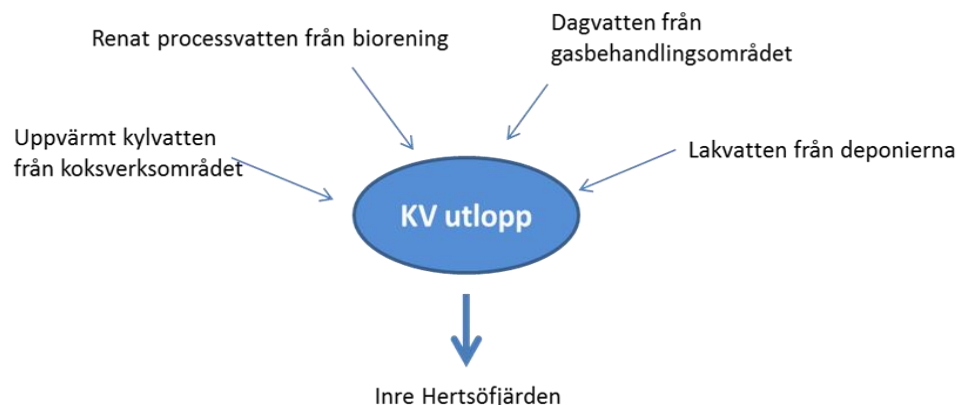 Renat processvatten från biorening
Dagvatten från
gasbehandlingsområdet
Uppvärmt kylvatten
från koksverksområdet
Lakvatten från deponierna
KV utlopp
Inre Hertsöfjärden